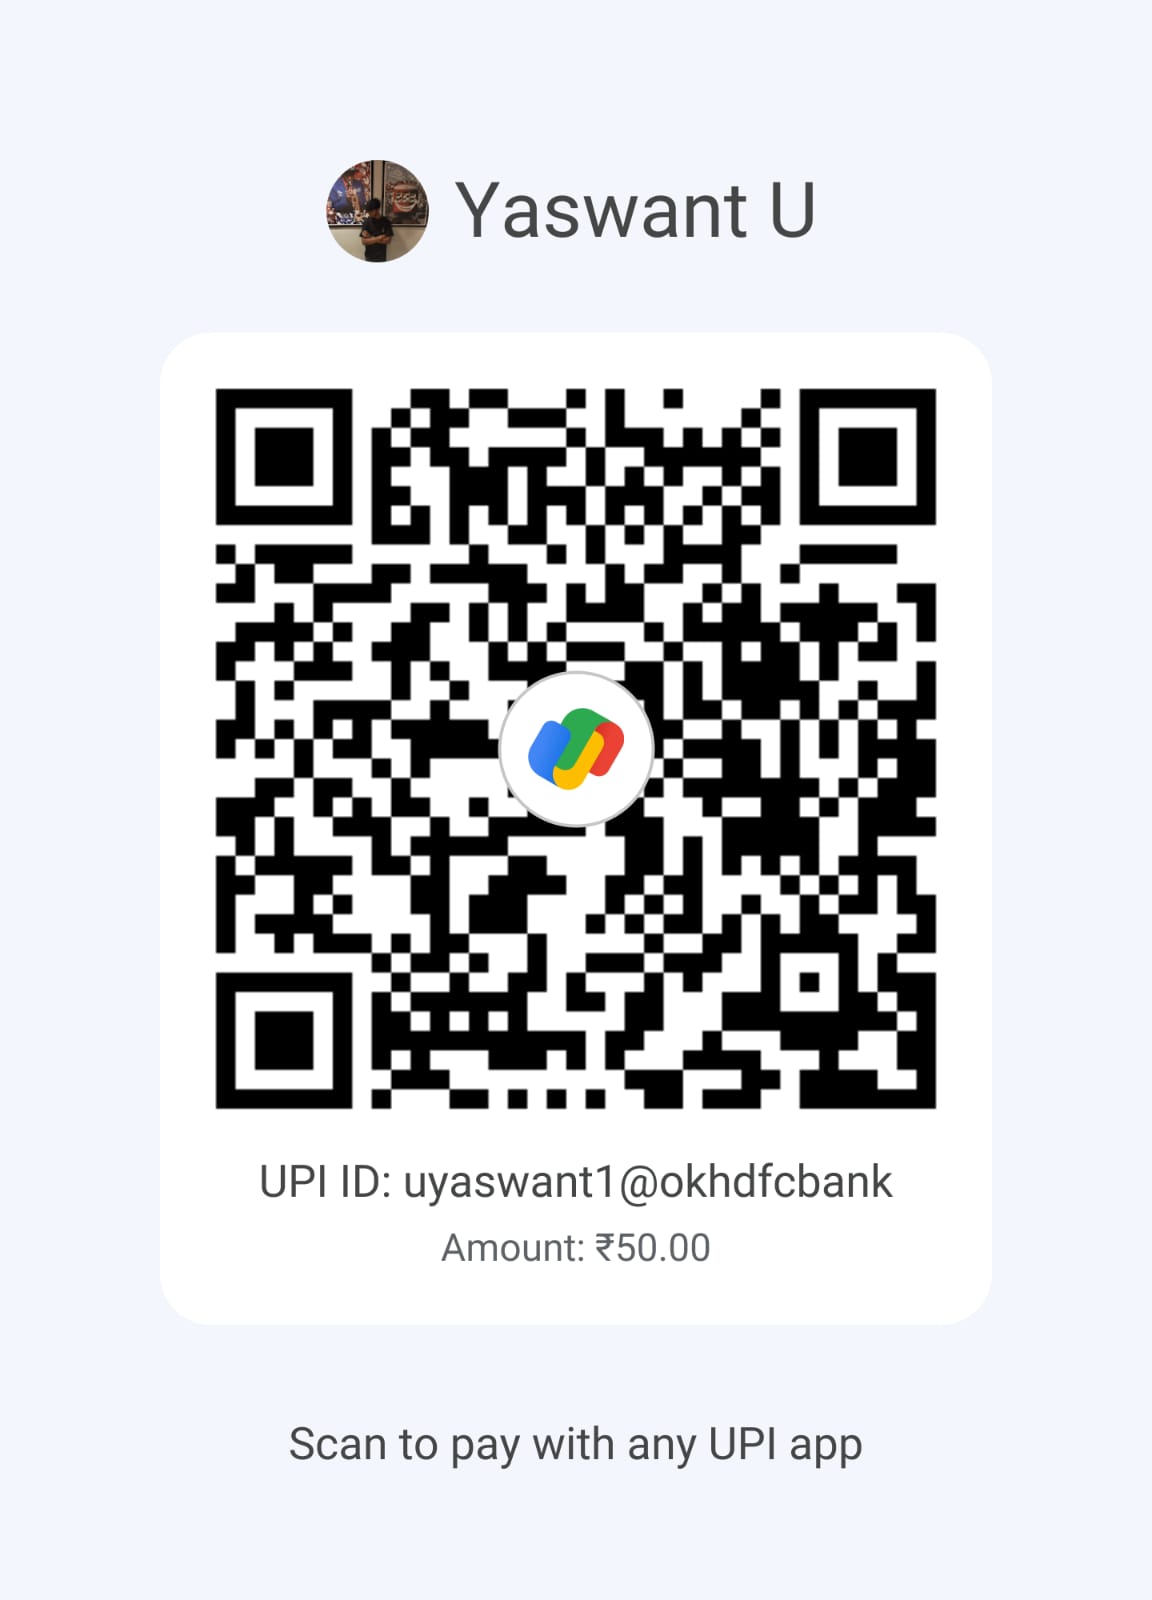 Yaswant U
UPI ID: uyaswant1@okhdfcbank
Amount: ₹50.00
Scan to pay with any UPI app